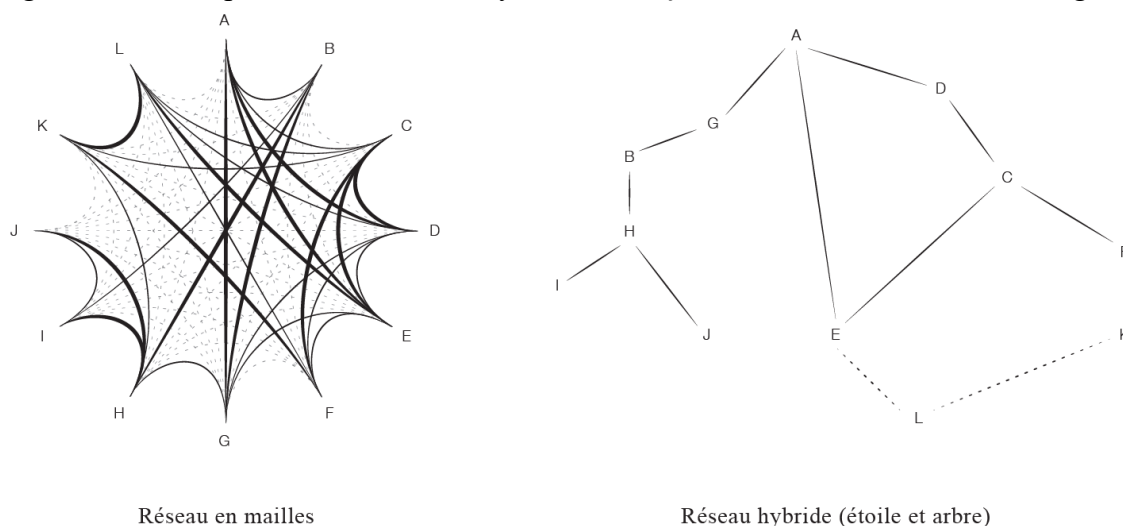 A
L B
K C
J D
I E
H F
G
A
D
G
B
C
H
I
J E
L
Réseau en mailles
Réseau hybride (étoile et arbre)